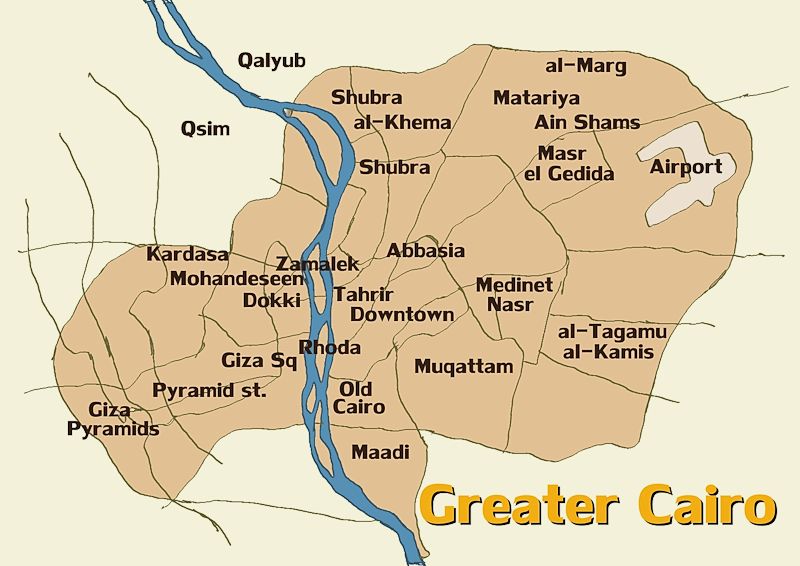 Qalyub
al-Marg
Shubra
al-Khema
Matariya
Ain Shams
Qsim
Masr
el Gedida
Airport
Shubra
Kardasa
Abbasia
Zamalek
Mohandeseen
Dokki
Tahrir
Downtown
Medinet
Nasr
al-Tagamu
al-Kamis
Rhoda
Giza Sq
Muqattam
Pyramid st.
Old
Cairo
Giza
Pyramids
Maadi
Greater Cairo